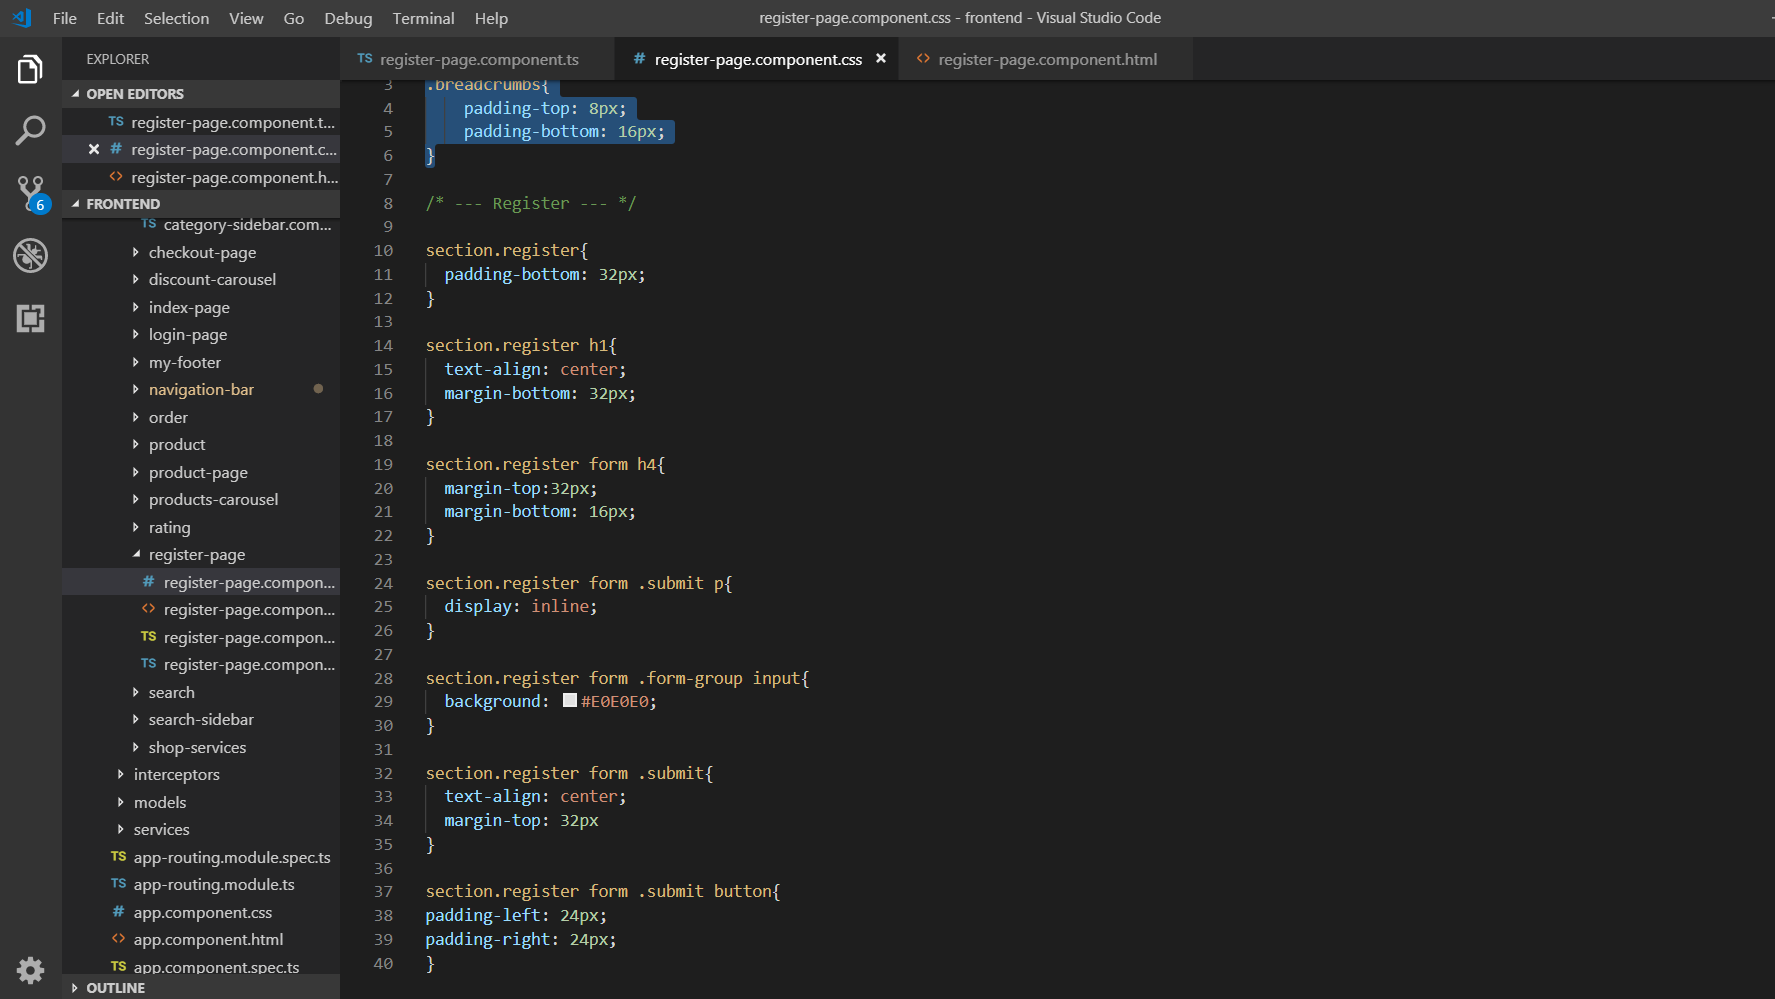 File Edit Selection View Go Debug Terminal Help
register-page.component.css - frontend - Visual Studio Code
EXPLORER
OPEN EDITORS
TS register-page.component.t...
# register-page.component.c...
<> register-page.component.h...
6
FRONTEND
TS category-sidebar.com...
checkout-page
discount-carousel
index-page
login-page
my-footer
navigation-bar
order
product
product-page
products-carousel
rating
register-page
# register-page.compon...
<> register-page.compon...
TS register-page.compon...
TS register-page.compon...
search
search-sidebar
shop-services
interceptors
models
services
TS app-routing.module.spec.ts
TS app-routing.module.ts
# app.component.css
<> app.component.html
TS app.component.spec.ts
OUTLINE
TS register-page.component.ts
# register-page.component.css ×
<> register-page.component.html
3 .breadcrumbs{
4 padding-top: 8px;
5 padding-bottom: 16px;
6 }
7
8 /* --- Register --- */
9
10 section.register{
11 padding-bottom: 32px;
12 }
13
14 section.register h1{
15 text-align: center;
16 margin-bottom: 32px;
17 }
18
19 section.register form h4{
20 margin-top:32px;
21 margin-bottom: 16px;
22 }
23
24 section.register form .submit p{
25 display: inline;
26 }
27
28 section.register form .form-group input{
29 background: #E0E0E0;
30 }
31
32 section.register form .submit{
33 text-align: center;
34 margin-top: 32px
35 }
36
37 section.register form .submit button{
38 padding-left: 24px;
39 padding-right: 24px;
40 }